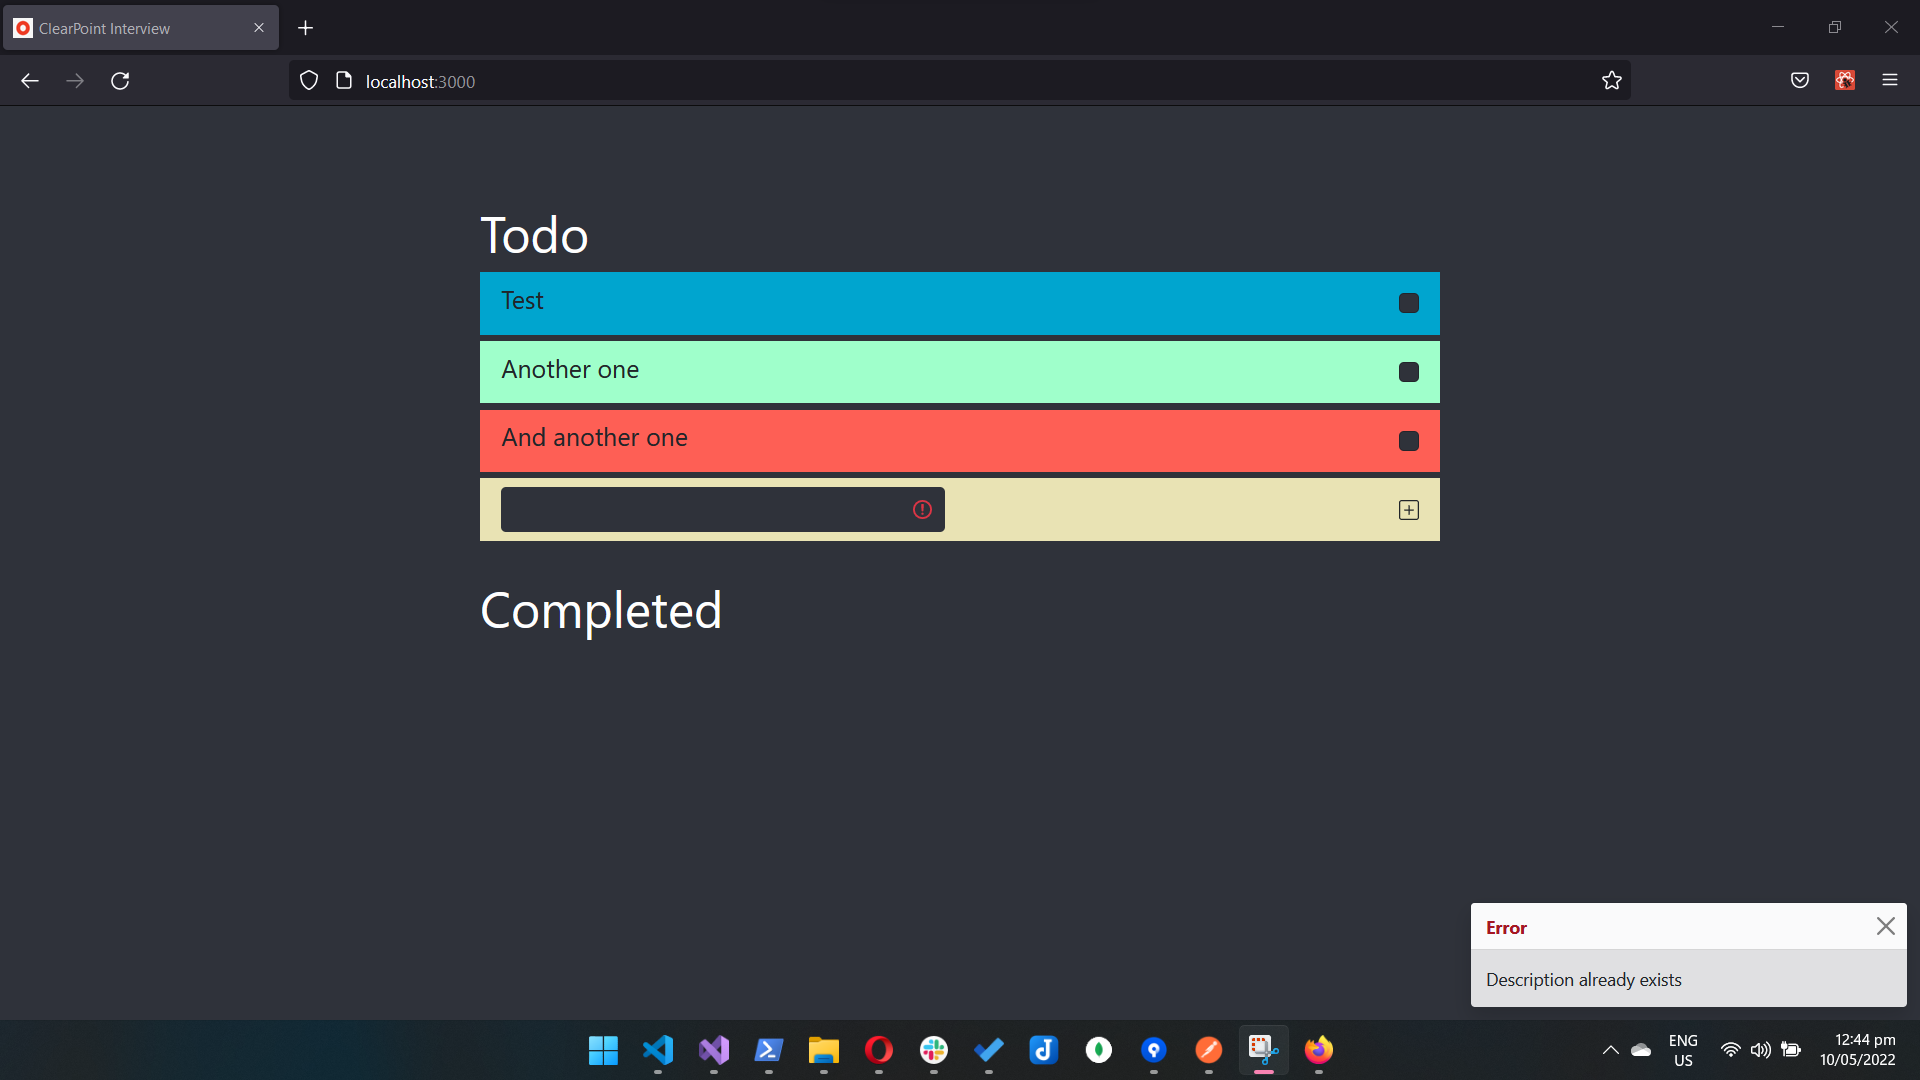 ClearPoint Interview
localhost:3000
Todo
Test
Another one
And another one
Completed
Error
Description already exists
ENG
US
12:44 pm
10/05/2022